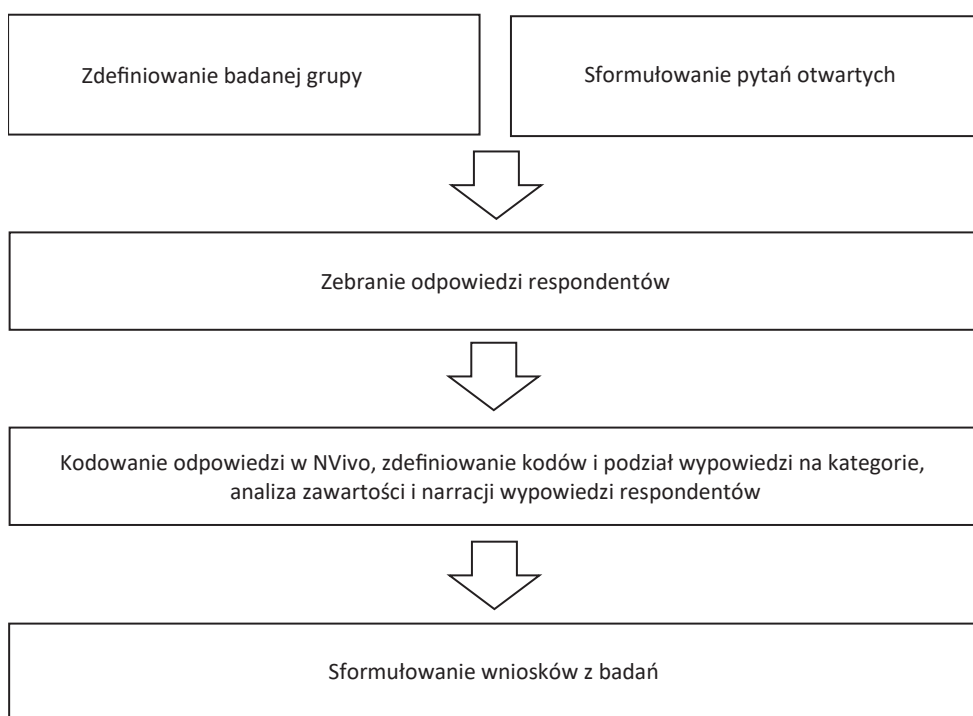 Zdefiniowanie badanej grupy
Sformułowanie pytań otwartych
Zebranie odpowiedzi respondentów
Kodowanie odpowiedzi w NVivo, zdefiniowanie kodów i podział wypowiedzi na kategorie,
analiza zawartości i narracji wypowiedzi respondentów
Sformułowanie wniosków z badań